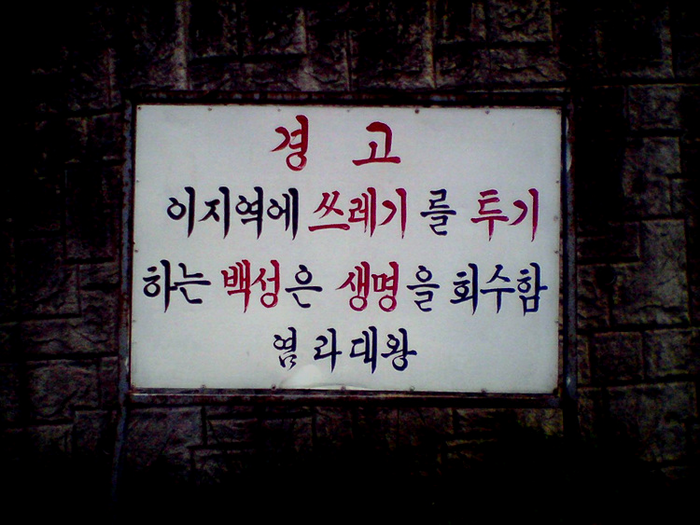 경 고
이지역에 쓰레기를 투기
하는 백성은 생명을 회수함
염라대왕